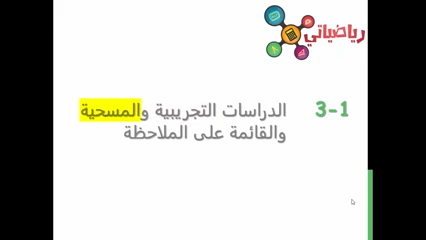 رياضياتي
3-1 الدراسات التجريبية والمسحية
والقائمة على الملاحظة